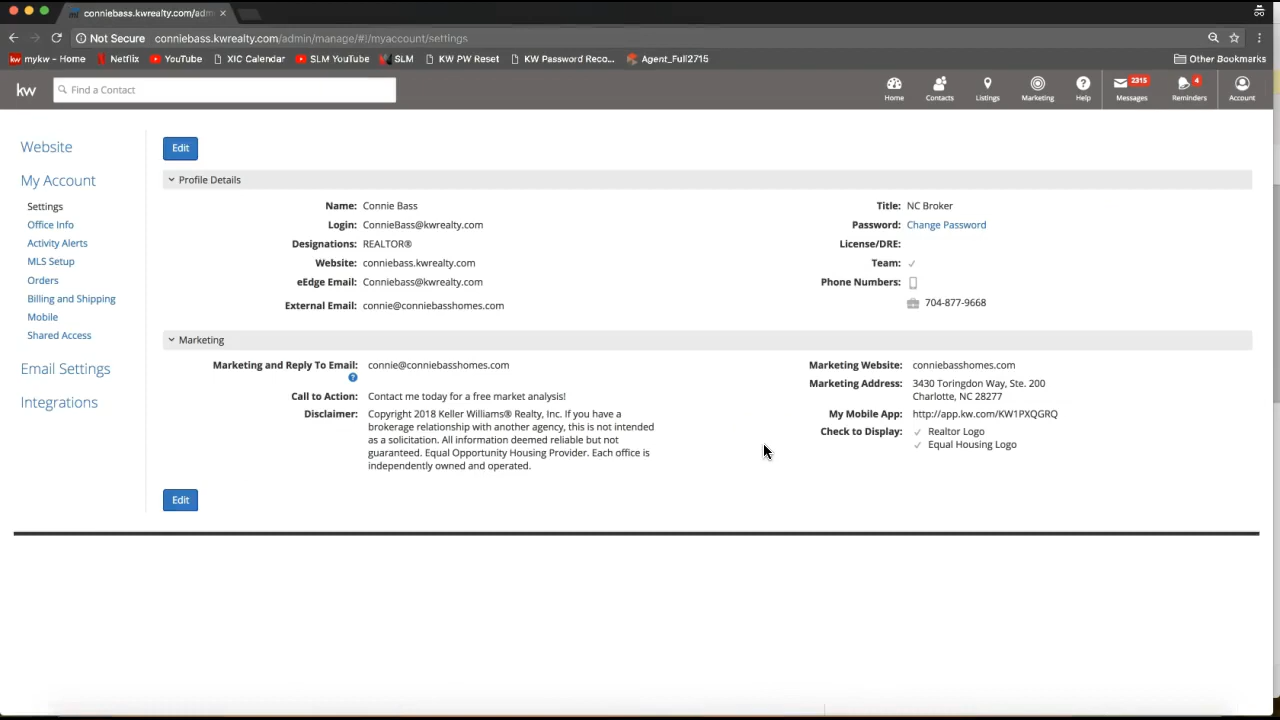 conniebass.kwrealty.com/adm
Not Secure conniebass.kwrealty.com/admin/manage/#!/myaccount/settings
kw mykw - Home Netflix YouTube XIC Calendar SLM YouTube SLM KW PW Reset KW Password Reco... Agent_Full2715 Other Bookmarks
kw Find a Contact Home Contacts Listings Marketing Help 2315 Messages 4 Reminders Account
Website
My Account
Settings
Office Info
Activity Alerts
MLS Setup
Orders
Billing and Shipping
Mobile
Shared Access
Email Settings
Integrations
Edit
Profile Details
Name: Connie Bass
Login: ConnieBass@kwrealty.com
Designations: REALTOR®
Website: conniebass.kwrealty.com
eEdge Email: Conniebass@kwrealty.com
External Email: connie@conniebasshomes.com
Title: NC Broker
Password: Change Password
License/DRE:
Team: ✓
Phone Numbers:
704-877-9668
Marketing
Marketing and Reply To Email: connie@conniebasshomes.com
?
Call to Action: Contact me today for a free market analysis!
Disclaimer: Copyright 2018 Keller Williams® Realty, Inc. If you have a
brokerage relationship with another agency, this is not intended
as a solicitation. All information deemed reliable but not
guaranteed. Equal Opportunity Housing Provider. Each office is
independently owned and operated.
Marketing Website: conniebasshomes.com
Marketing Address: 3430 Toringdon Way, Ste. 200
Charlotte, NC 28277
My Mobile App: http://app.kw.com/KW1PXQGRQ
Check to Display: ✓ Realtor Logo
✓ Equal Housing Logo
Edit